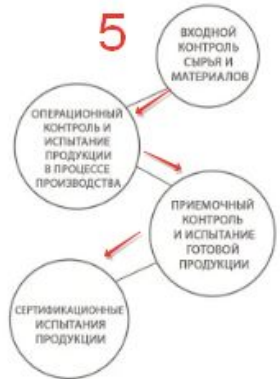 5
ВХОДНОЙ
КОНТРОЛЬ
СЫРЬЯ И
МАТЕРИАЛОВ
ОПЕРАЦИОННЫЙ
КОНТРОЛЬ И
ИСПЫТАНИЕ
ПРОДУКЦИИ
В ПРОЦЕССЕ
ПРОИЗВОДСТВА
ПРИЕМОЧНЫЙ
КОНТРОЛЬ
И ИСПЫТАНИЕ
ГОТОВОЙ
ПРОДУКЦИИ
СЕРТИФИКАЦИОННЫЕ
ИСПЫТАНИЯ
ПРОДУКЦИИ